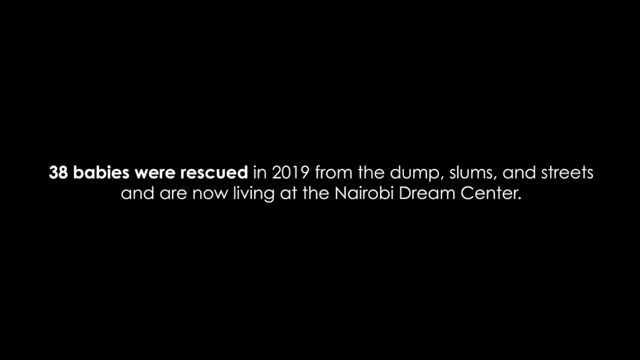 38 babies were rescued in 2019 from the dump, slums, and streets
and are now living at the Nairobi Dream Center.